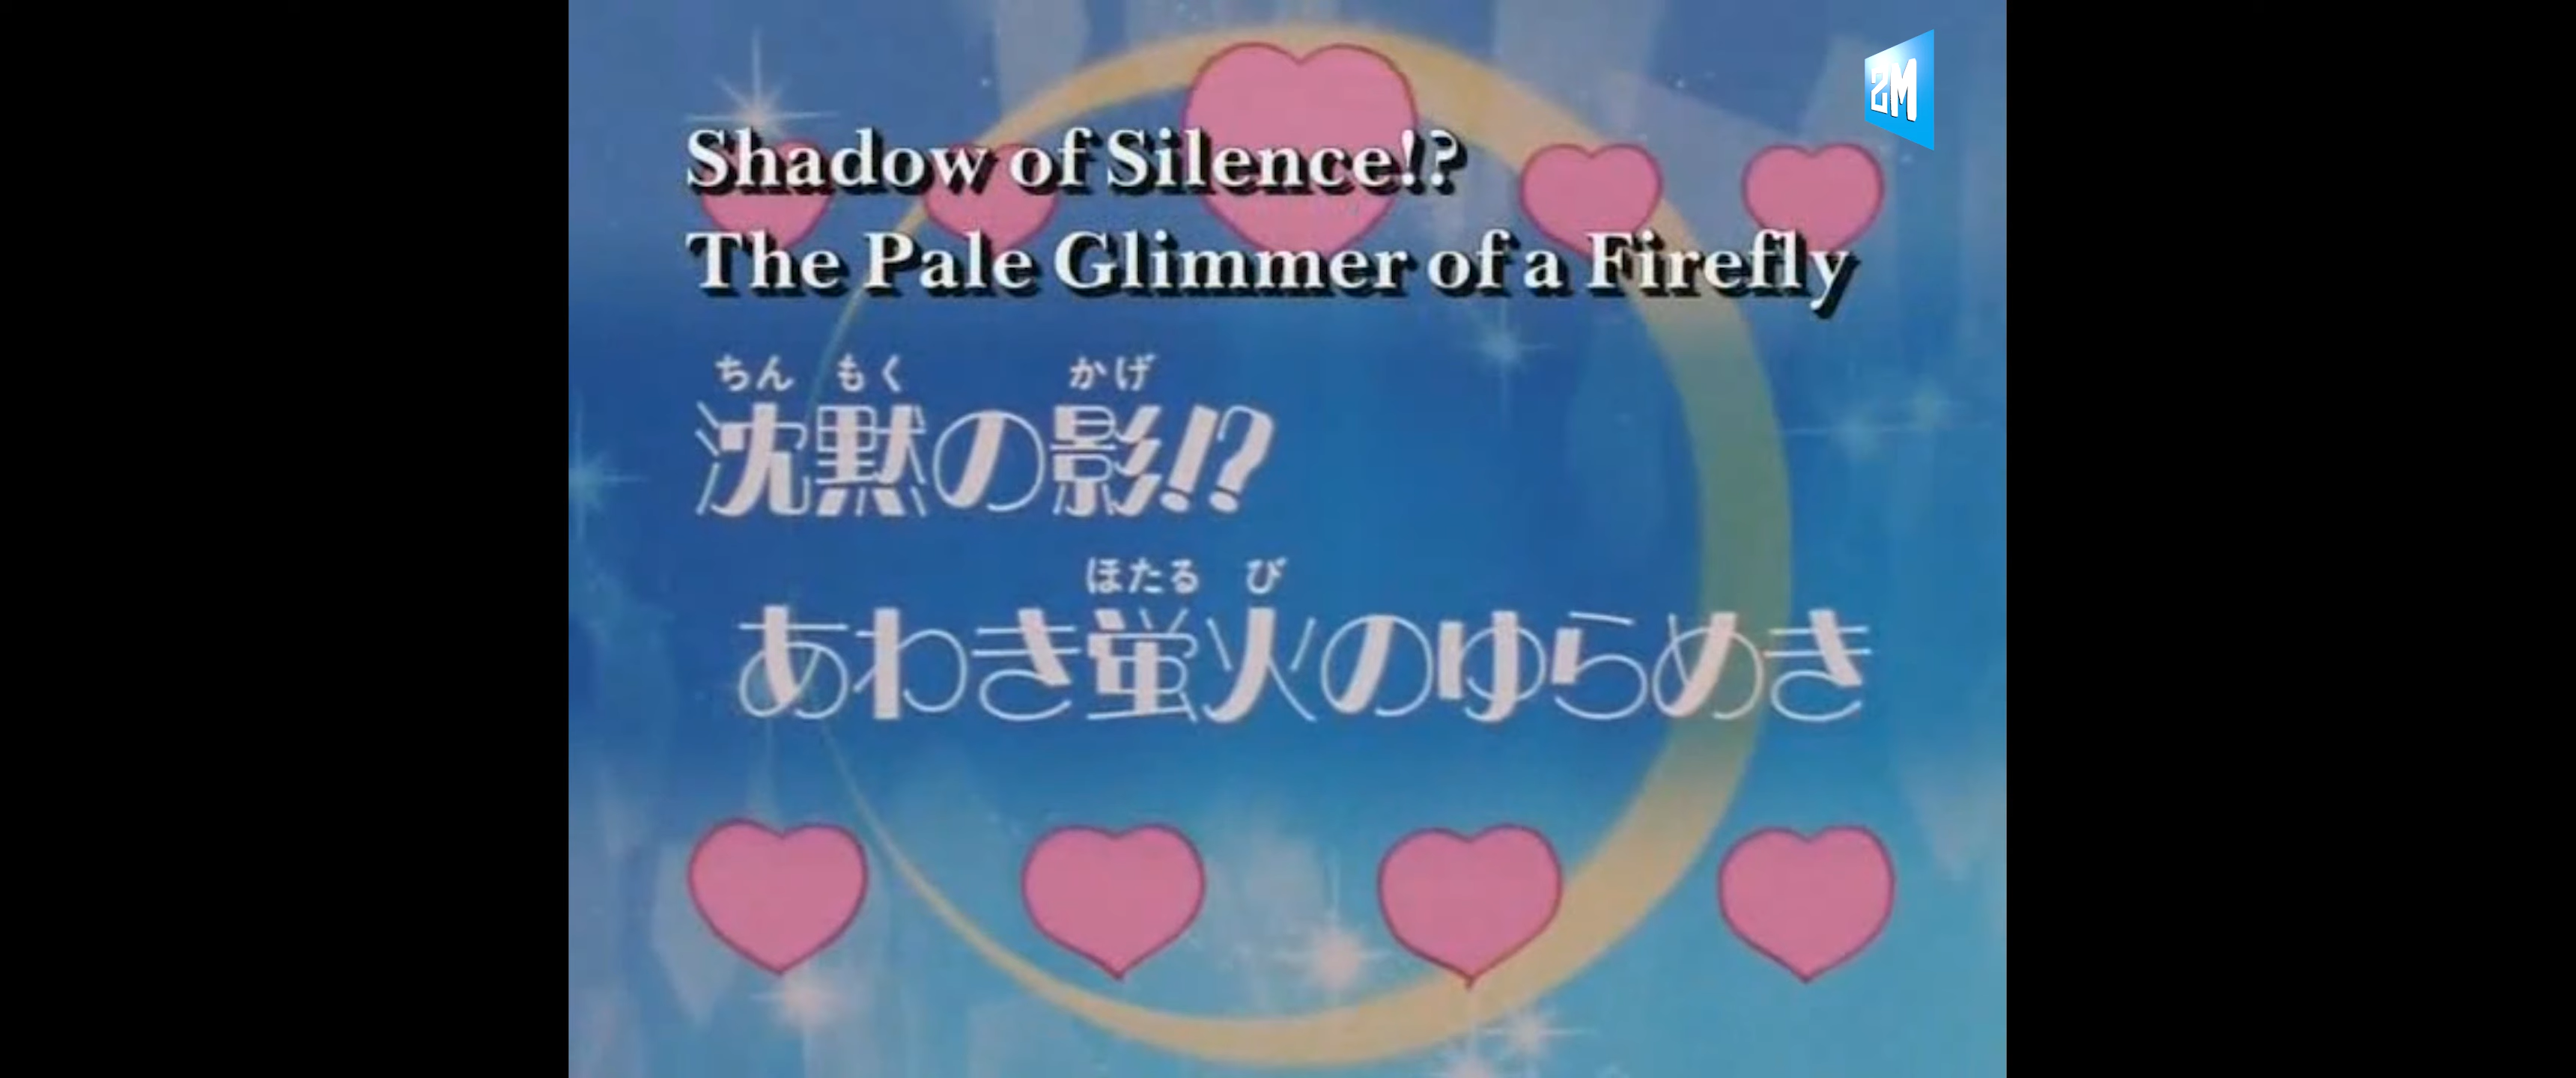 2M
Shadow of Silence!?
The Pale Glimmer of a Firefly
ちん もく かげ
沈黙の影!?
ほたる び
あわき蛍火のゆらめき